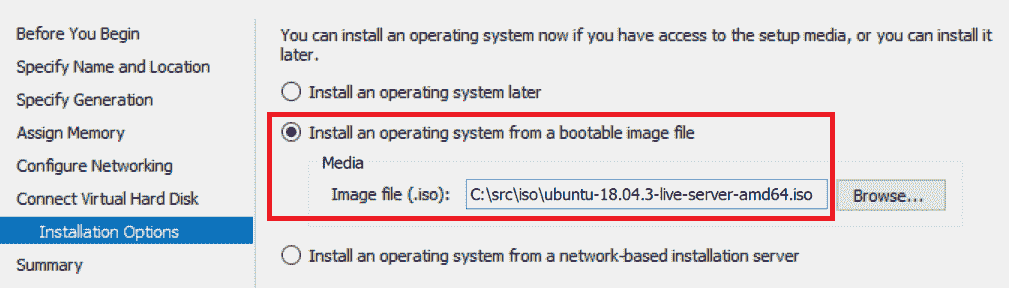 Before You Begin
Specify Name and Location
Specify Generation
Assign Memory
Configure Networking
Connect Virtual Hard Disk
Installation Options
Summary
You can install an operating system now if you have access to the setup media, or you can install it
later.
Install an operating system later
Install an operating system from a bootable image file
Media
Image file (.iso): C:\src\iso\ubuntu-18.04.3-live-server-amd64.iso Browse...
Install an operating system from a network-based installation server